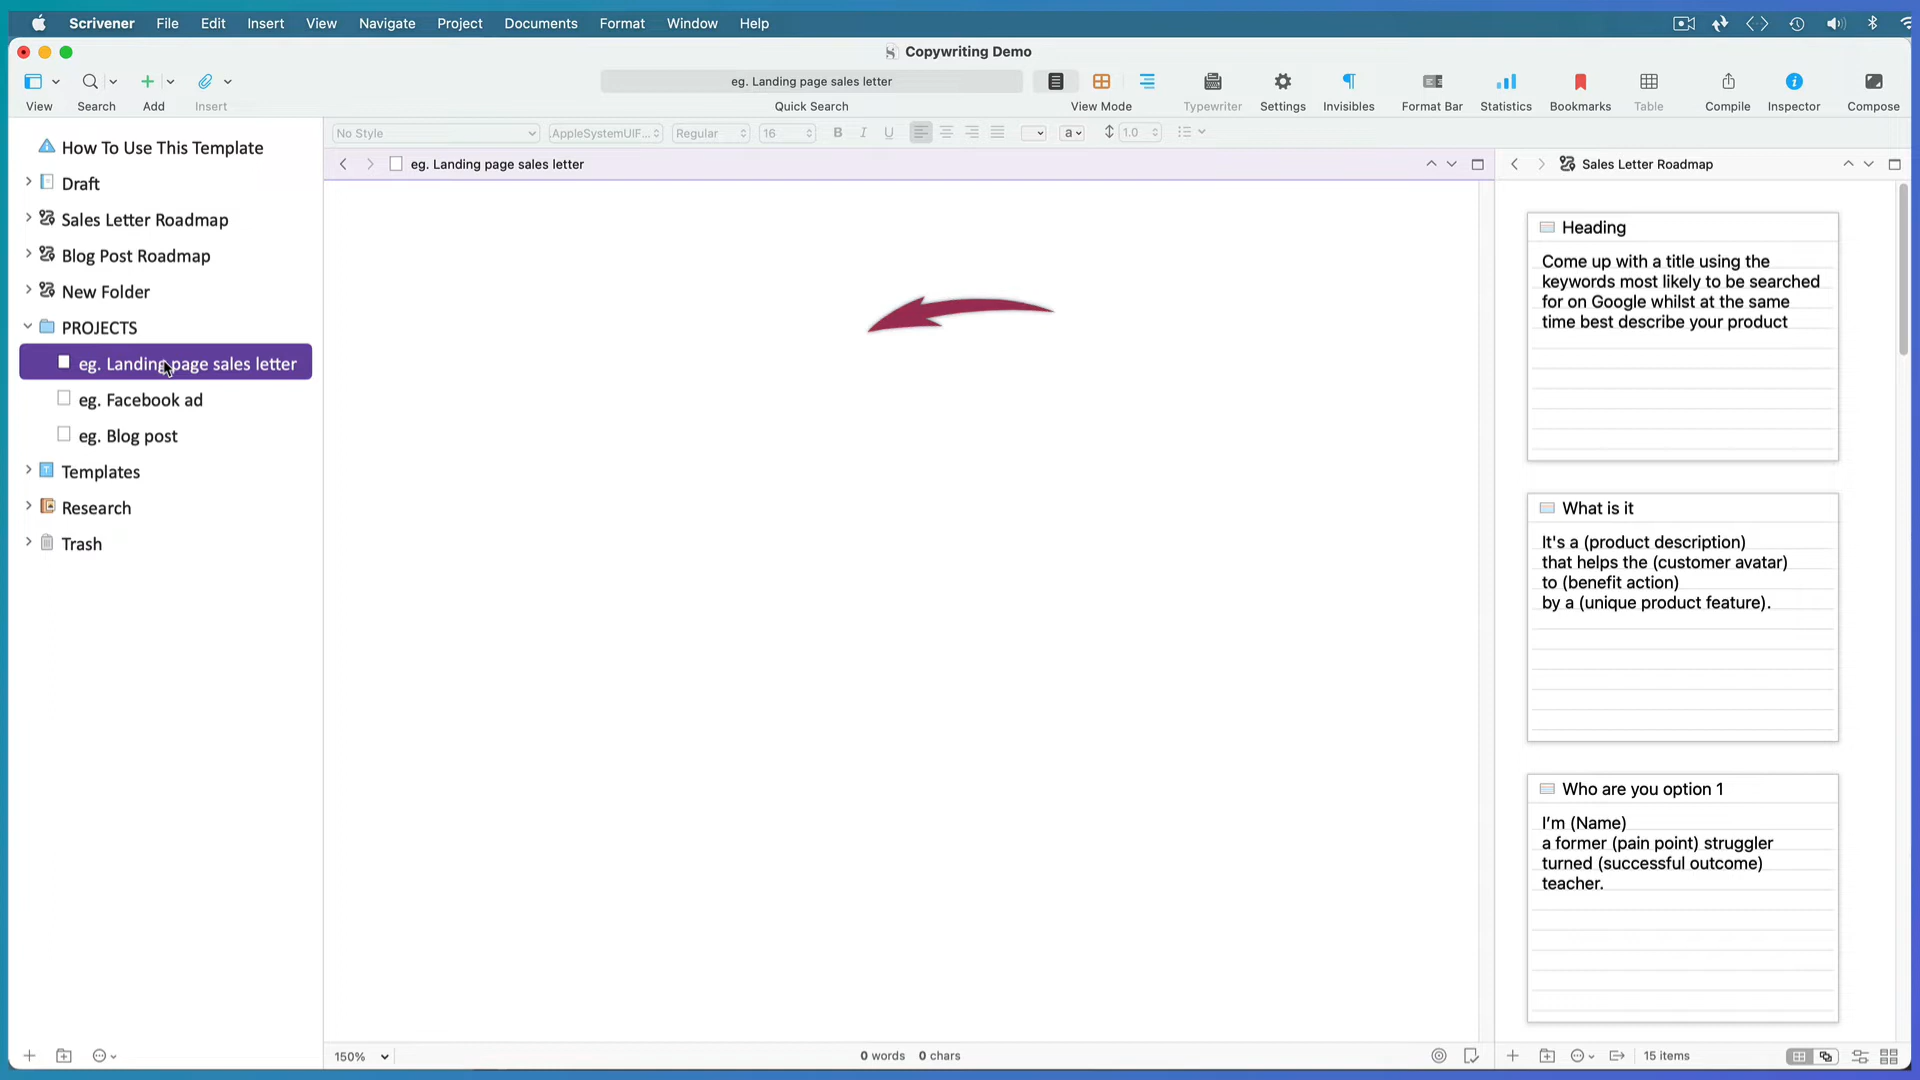 Scrivener File Edit Insert View Navigate Project Documents Format Window Help
Copywriting Demo
eg. Landing page sales letter
View Search Add Insert Quick Search View Mode Typewriter Settings Invisibles Format Bar Statistics Bookmarks Table Compile Inspector Compose
No Style AppleSystemUIF... Regular 16 B I U a 1.0
How To Use This Template
Draft
Sales Letter Roadmap
Blog Post Roadmap
New Folder
PROJECTS
eg. Landing page sales letter
eg. Facebook ad
eg. Blog post
Templates
Research
Trash
eg. Landing page sales letter
150%
0 words 0 chars
Sales Letter Roadmap
Heading
Come up with a title using the
keywords most likely to be searched
for on Google whilst at the same
time best describe your product
What is it
It's a (product description)
that helps the (customer avatar)
to (benefit action)
by a (unique product feature).
Who are you option 1
I'm (Name)
a former (pain point) struggler
turned (successful outcome)
teacher.
15 items